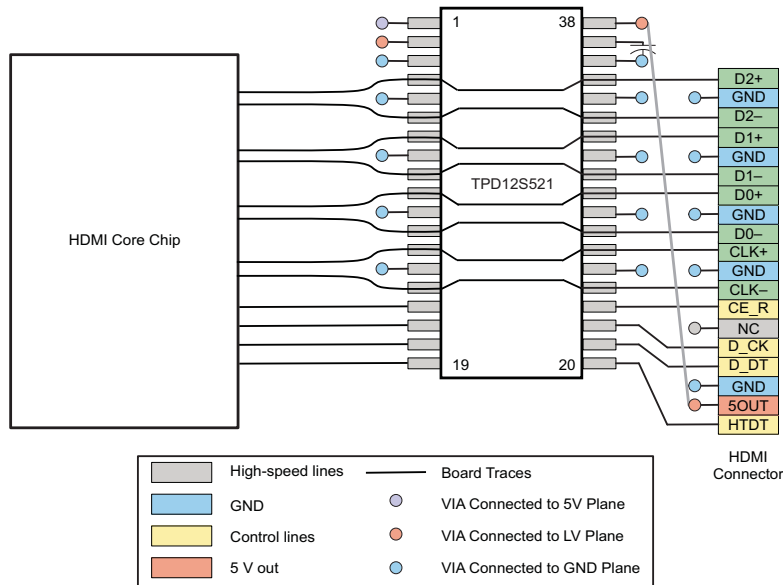 1 38
D2+
GND
D2–
D1+
GND
D1–
TPD12S521
D0+
GND
D0–
HDMI Core Chip
CLK+
GND
CLK–
CE_R
NC
D_CK
D_DT
19 20
GND
5OUT
HTDT
HDMI
Connector
High-speed lines Board Traces
GND VIA Connected to 5V Plane
Control lines VIA Connected to LV Plane
5 V out VIA Connected to GND Plane